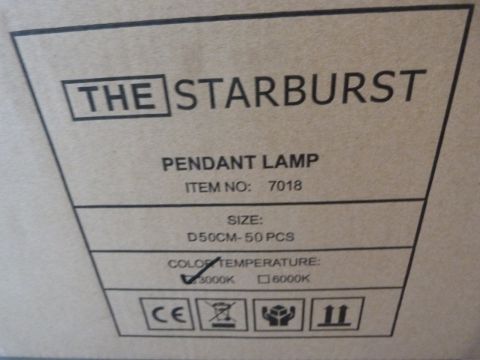 THE STARBURST
PENDANT LAMP
ITEM NO: 7018
SIZE:
D50CM-50 PCS
COLOR TEMPERATURE:
☑3000K ☐6000K
CE